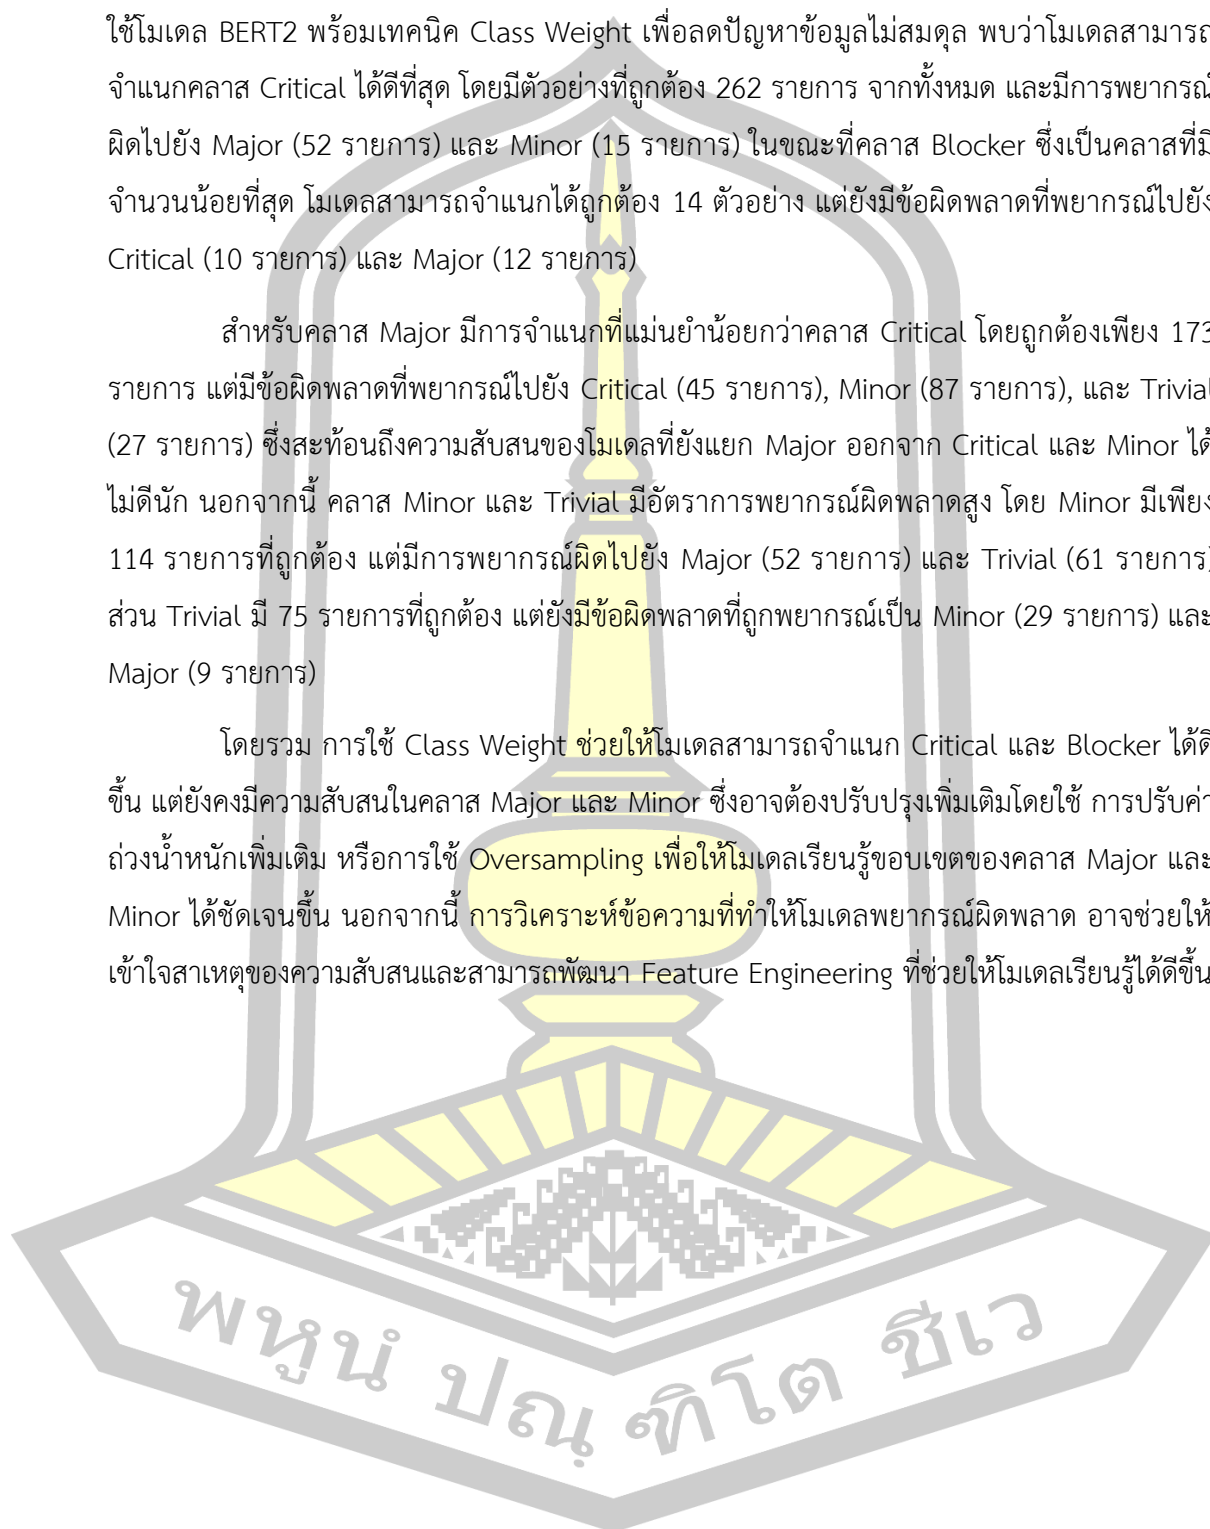 ใช้โมเดล BERT2 พร้อมเทคนิค Class Weight เพื่อลดปัญหาข้อมูลไม่สมดุล พบว่าโมเดลสามารถ
จำแนกคลาส Critical ได้ดีที่สุด โดยมีตัวอย่างที่ถูกต้อง 262 รายการ จากทั้งหมด และมีการพยากรณ์
ผิดไปยัง Major (52 รายการ) และ Minor (15 รายการ) ในขณะที่คลาส Blocker ซึ่งเป็นคลาสที่มี
จำนวนน้อยที่สุด โมเดลสามารถจำแนกได้ถูกต้อง 14 ตัวอย่าง แต่ยังมีข้อผิดพลาดที่พยากรณ์ไปยัง
Critical (10 รายการ) และ Major (12 รายการ)
สำหรับคลาส Major มีการจำแนกที่แม่นยำน้อยกว่าคลาส Critical โดยถูกต้องเพียง 173
รายการ แต่มีข้อผิดพลาดที่พยากรณ์ไปยัง Critical (45 รายการ), Minor (87 รายการ), และ Trivial
(27 รายการ) ซึ่งสะท้อนถึงความสับสนของโมเดลที่ยังแยก Major ออกจาก Critical และ Minor ได้
ไม่ดีนัก นอกจากนี้ คลาส Minor และ Trivial มีอัตราการพยากรณ์ผิดพลาดสูง โดย Minor มีเพียง
114 รายการที่ถูกต้อง แต่มีการพยากรณ์ผิดไปยัง Major (52 รายการ) และ Trivial (61 รายการ)
ส่วน Trivial มี 75 รายการที่ถูกต้อง แต่ยังมีข้อผิดพลาดที่ถูกพยากรณ์เป็น Minor (29 รายการ) และ
Major (9 รายการ)
โดยรวม การใช้ Class Weight ช่วยให้โมเดลสามารถจำแนก Critical และ Blocker ได้ดี
ขึ้น แต่ยังคงมีความสับสนในคลาส Major และ Minor ซึ่งอาจต้องปรับปรุงเพิ่มเติมโดยใช้ การปรับค่า
ถ่วงน้ำหนักเพิ่มเติม หรือการใช้ Oversampling เพื่อให้โมเดลเรียนรู้ขอบเขตของคลาส Major และ
Minor ได้ชัดเจนขึ้น นอกจากนี้ การวิเคราะห์ข้อความที่ทำให้โมเดลพยากรณ์ผิดพลาด อาจช่วยให้
เข้าใจสาเหตุของความสับสนและสามารถพัฒนา Feature Engineering ที่ช่วยให้โมเดลเรียนรู้ได้ดีขึ้น
พหูนํ ปณฺฑิโต ชีเว